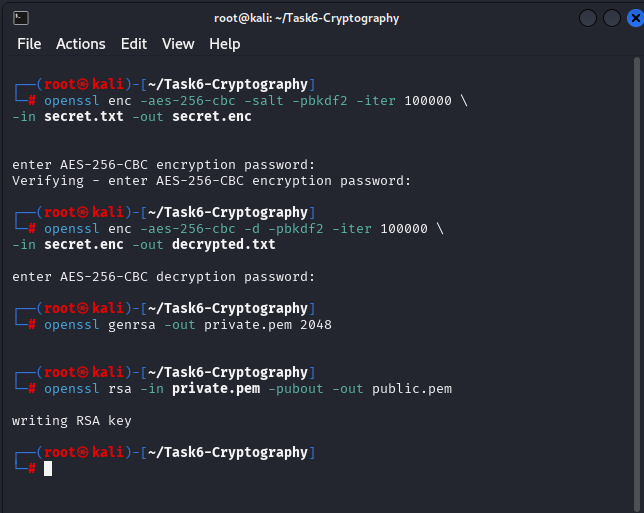 root@kali: ~/Task6-Cryptography
File Actions Edit View Help
┌──(root㉿kali)-[~/Task6-Cryptography]
└─# openssl enc -aes-256-cbc -salt -pbkdf2 -iter 100000 \
-in secret.txt -out secret.enc
enter AES-256-CBC encryption password:
Verifying - enter AES-256-CBC encryption password:
┌──(root㉿kali)-[~/Task6-Cryptography]
└─# openssl enc -aes-256-cbc -d -pbkdf2 -iter 100000 \
-in secret.enc -out decrypted.txt
enter AES-256-CBC decryption password:
┌──(root㉿kali)-[~/Task6-Cryptography]
└─# openssl genrsa -out private.pem 2048
┌──(root㉿kali)-[~/Task6-Cryptography]
└─# openssl rsa -in private.pem -pubout -out public.pem
writing RSA key
┌──(root㉿kali)-[~/Task6-Cryptography]
└─#